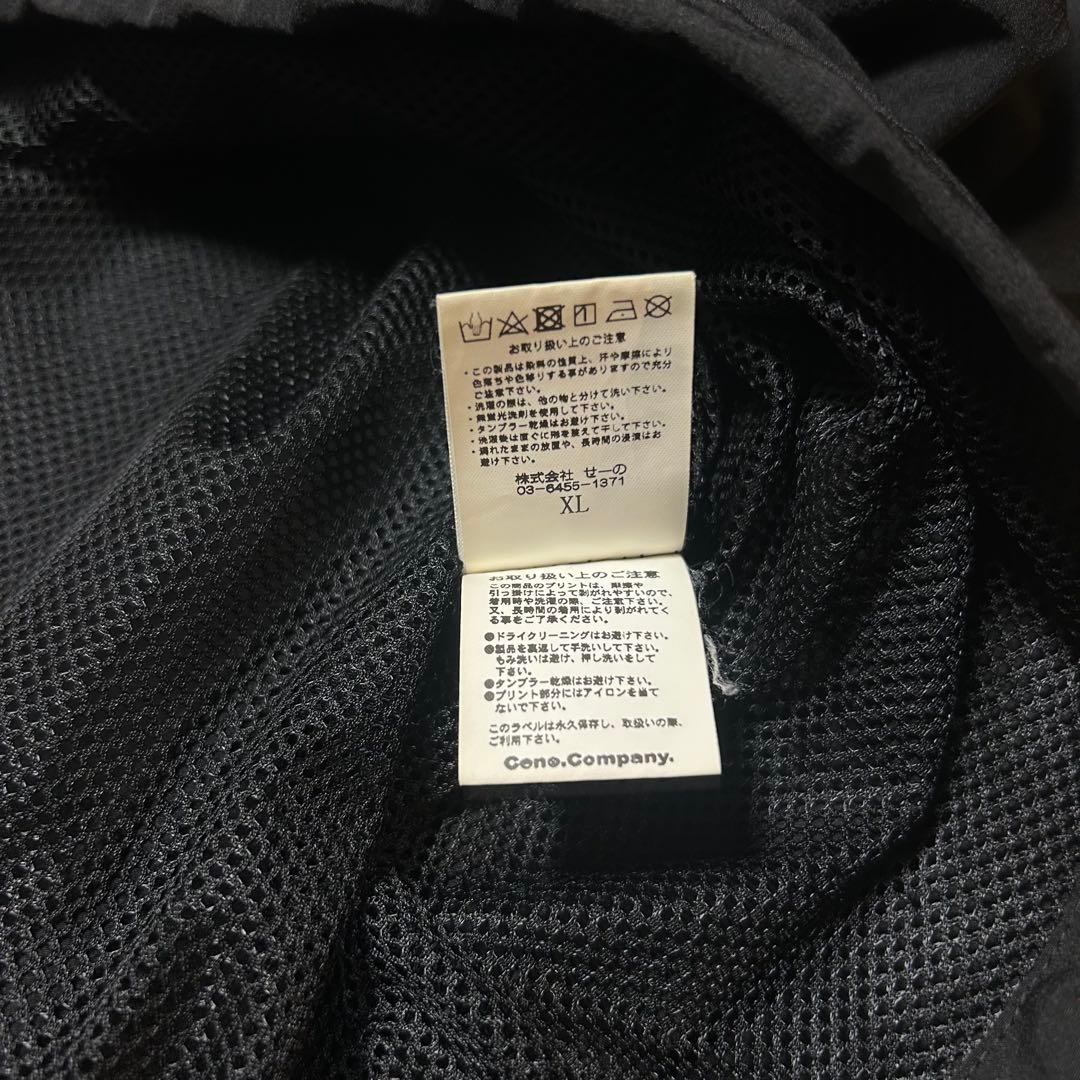 お取り扱い上のご注意
・この製品は染料の性質上、汗や摩擦により
色落ちや色移りする事がありますので充分
ご注意下さい。
・洗濯の際は、他の物と分けて洗い下さい。
・無蛍光洗剤を使用して下さい。
・タンブラー乾燥はお避け下さい。
・洗濯後は直ぐに形を整えて干して下さい。
・濡れたままの放置や、長時間の浸漬はお
避け下さい。
株式会社 せーの
03-6455-1371
XL
お取り扱い上のご注意
この商品のプリントは、摩擦や
引っ掛けによって剥がれやすいので、
着用時や洗濯の際、ご注意下さい。
又、長時間の着用により剥がれてく
る事をご了承ください。
●ドライクリーニングはお避け下さい。
●製品を裏返して手洗いして下さい。
もみ洗いは避け、押し洗いをして
下さい。
●タンブラー乾燥はお避け下さい。
●プリント部分にはアイロンを当て
ないで下さい。
このラベルは永久保存し、取扱いの際、
ご利用下さい。
Ceno.Company.